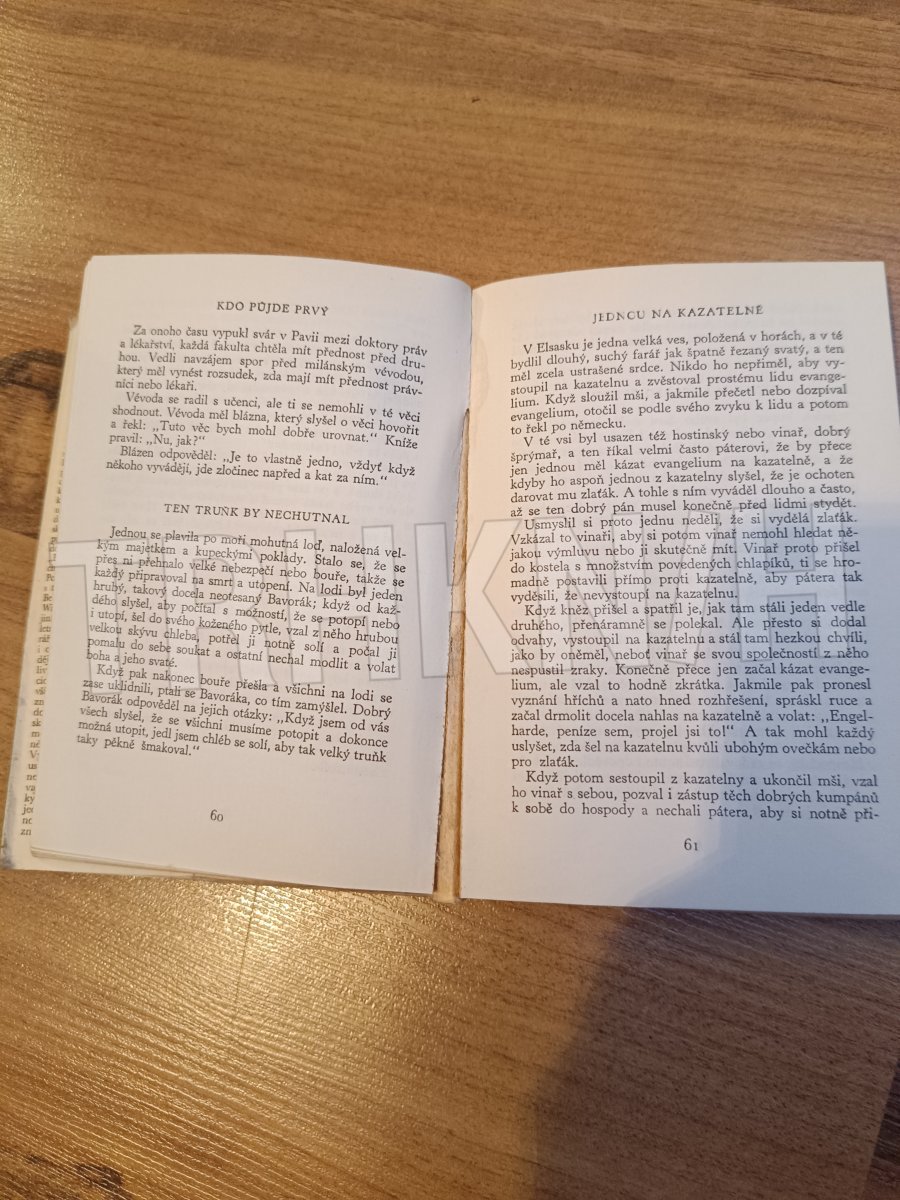 KDO PŮJDE PRVÝ
Za onoho času vypukl svár v Pavii mezi doktory práv
a lékařství, každá fakulta chtěla mít přednost před dru-
hou. Vedli navzájem spor před milánským vévodou,
který měl vynést rozsudek, zda mají mít přednost práv-
níci nebo lékaři.
Vévoda se radil s učenci, ale ti se nemohli v té věci
shodnout. Vévoda měl blázna, který slyšel o věci hovořit
a řekl: „Tuto věc bych mohl dobře urovnat.“ Kníže
pravil: „Nu, jak?“
Blázen odpověděl: „Je to vlastně jedno, vždyť když
někoho vyvádějí, jde zločinec napřed a kat za ním.“
TEN TRUŇK BY NECHUTNAL
Jednou se plavila po moři mohutná loď, naložená vel-
kým majetkem a kupeckými poklady. Stalo se, že se
přes ni přehnalo velké nebezpečí nebo bouře, takže se
každý připravoval na smrt a utopení. Na lodi byl jeden
hrubý, takový docela neotesaný Bavorák; když od kaž-
dého slyšel, aby počítal s možností, že se potopí nebo
i utopí, šel do svého koženého pytle, vzal z něho hrubou
velkou skývu chleba, potřel ji notně solí a počal ji
pomalu do sebe soukat a ostatní nechal modlit a volat
boha a jeho svaté.
Když pak nakonec bouře přešla a všichni na lodi se
zase uklidnili, ptali se Bavoráka, co tím zamýšlel. Dobrý
Bavorák odpověděl na jejich otázky: „Když jsem od vás
všech slyšel, že se všichni musíme potopit a dokonce
možná utopit, jedl jsem chléb se solí, aby tak velký truňk
taky pěkně šmakoval.“
60
JEDNOU NA KAZATELNĚ
V Elsasku je jedna velká ves, položená v horách, a v té
bydlil dlouhý, suchý farář jak špatně řezaný svatý, a ten
měl zcela ustrašené srdce. Nikdo ho nepřiměl, aby vy-
stoupil na kazatelnu a zvěstoval prostému lidu evange-
lium. Když sloužil mši, a jakmile přečetl nebo dozpíval
evangelium, otočil se podle svého zvyku k lidu a potom
to řekl po německu.
V té vsi byl usazen též hostinský nebo vinař, dobrý
šprýmař, a ten říkal velmi často páterovi, že by přece
jen jednou měl kázat evangelium na kazatelně, a že
kdyby ho aspoň jednou z kazatelny slyšel, že je ochoten
darovat mu zlaťák. A tohle s ním vyváděl dlouho a často,
až se ten dobrý pán musel konečně před lidmi stydět.
Usmyslil si proto jednu neděli, že si vydělá zlaťák.
Vzkázal to vinaři, aby si potom vinař nemohl hledat ně-
jakou výmluvu nebo ji skutečně mít. Vinař proto přišel
do kostela s množstvím povedených chlapíků, ti se hro-
madně postavili přímo proti kazatelně, aby pátera tak
vyděsili, že nevystoupí na kazatelnu.
Když kněz přišel a spatřil je, jak tam stáli jeden vedle
druhého, přenáramně se polekal. Ale přesto si dodal
odvahy, vystoupil na kazatelnu a stál tam hezkou chvíli,
jako by oněměl, neboť vinař se svou společností z něho
nespustil zraky. Konečně přece jen začal kázat evange-
lium, ale vzal to hodně zkrátka. Jakmile pak pronesl
vyznání hříchů a nato hned rozhřešení, spráskl ruce a
začal drmolit docela nahlas na kazatelně a volat: „Engel-
harde, peníze sem, projel jsi to!“ A tak mohl každý
uslyšet, zda šel na kazatelnu kvůli ubohým ovečkám nebo
pro zlaťák.
Když potom sestoupil z kazatelny a ukončil mši, vzal
ho vinař s sebou, pozval i zástup těch dobrých kumpánů
k sobě do hospody a nechali pátera, aby si notně při-
61